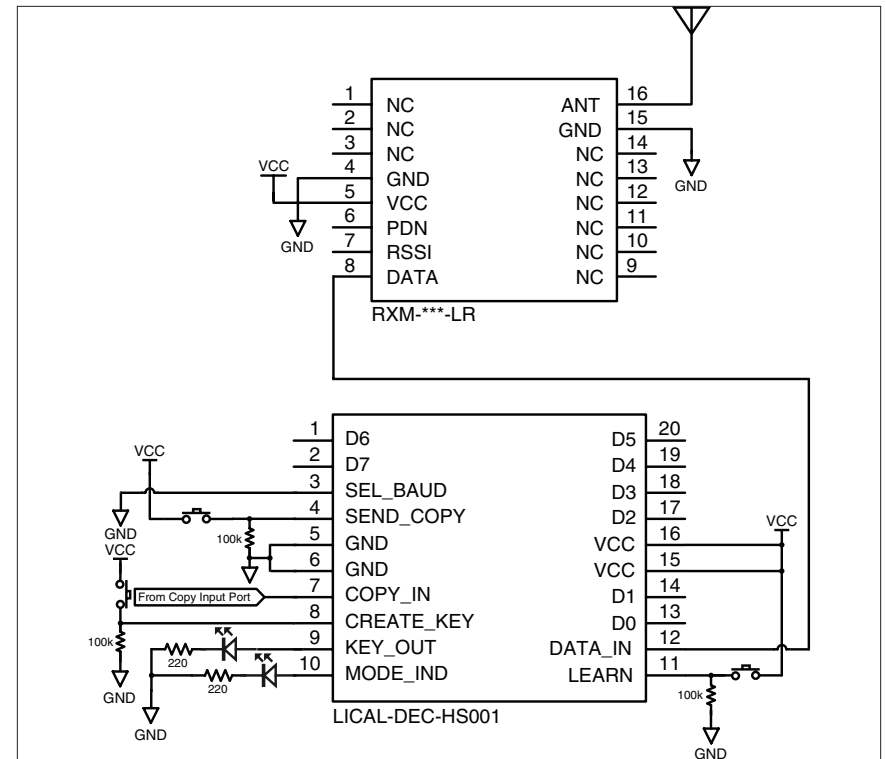 1 NC ANT 16
2 NC GND 15
3 NC NC 14
4 GND NC 13
5 VCC NC 12
6 PDN NC 11
7 RSSI NC 10
8 DATA NC 9
VCC
GND
GND
RXM-***-LR
1 D6 D5 20
2 D7 D4 19
3 SEL_BAUD D3 18
4 SEND_COPY D2 17
5 GND VCC 16
6 GND VCC 15
7 COPY_IN D1 14
8 CREATE_KEY D0 13
9 KEY_OUT DATA_IN 12
10 MODE_IND LEARN 11
VCC
GND
100k
VCC
From Copy Input Port
100k
220
220
GND
GND
VCC
100k
GND
LICAL-DEC-HS001